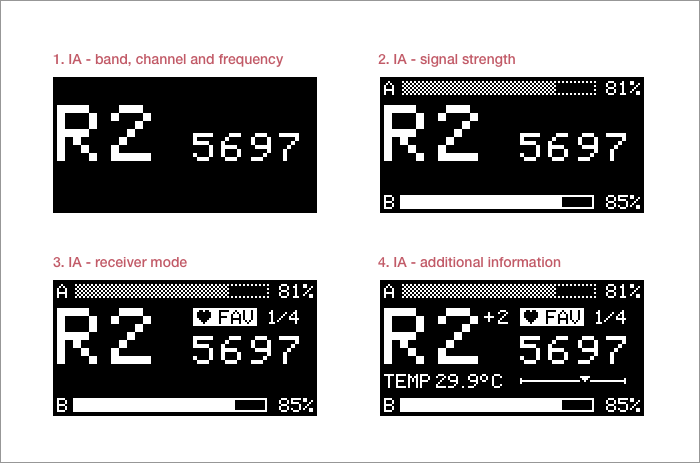 1. IA - band, channel and frequency
R2 5697
2. IA - signal strength
A 81%
R2 5697
B 85%
3. IA - receiver mode
A 81%
♥ FAV 1/4
R2 5697
B 85%
4. IA - additional information
A 81%
R2 +2 ♥ FAV 1/4
5697
TEMP 29.9°C
B 85%